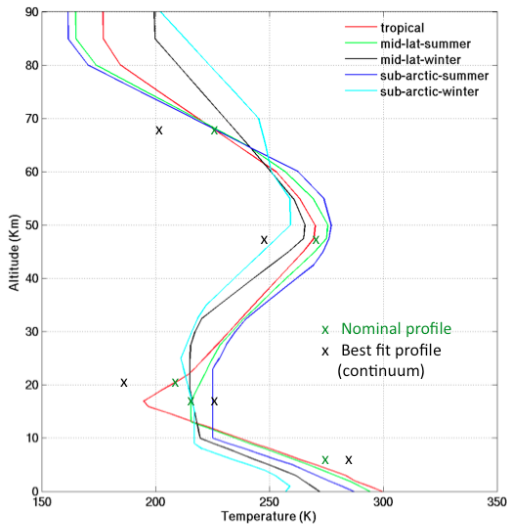 90
80
70
60
50
40
30
20
10
0
150
200
250
300
Altitude (Km)
Temperature (K)
tropical
mid-lat-summer
mid-lat-winter
sub-arctic-summer
sub-arctic-winter
x Nominal profile
x Best fit profile
(continuum)